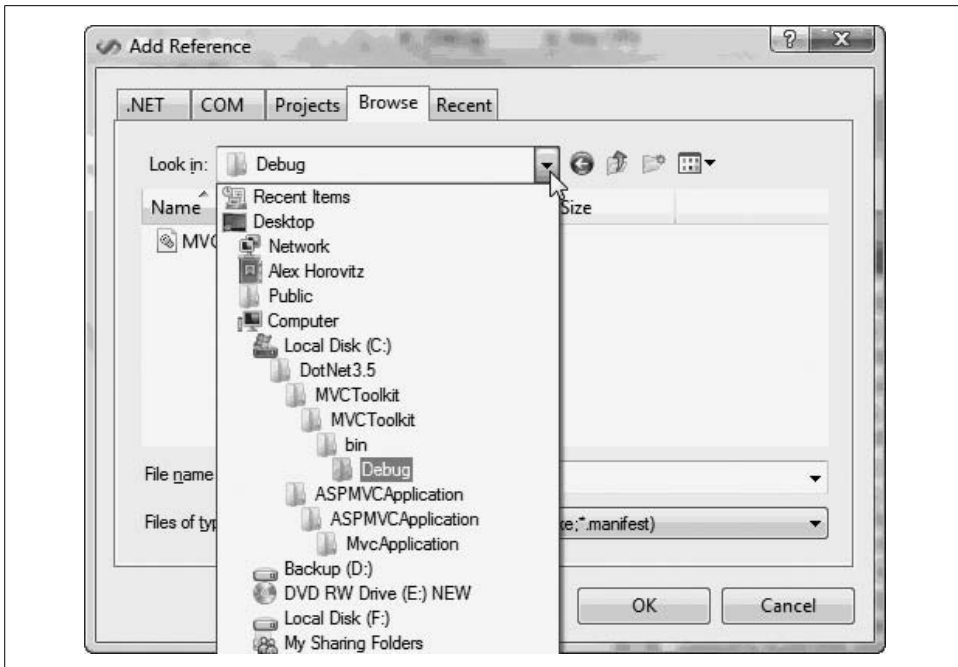 Add Reference
.NET COM Projects Browse Recent
Look in: Debug
Name Size
MVC
Recent Items
Desktop
Network
Alex Horovitz
Public
Computer
Local Disk (C:)
DotNet3.5
MVCToolkit
MVCToolkit
bin
Debug
ASPMVCApplication
ASPMVCApplication
MvcApplication
Backup (D:)
DVD RW Drive (E:) NEW
Local Disk (F:)
My Sharing Folders
File name
Files of typ xe;*.manifest)
OK Cancel